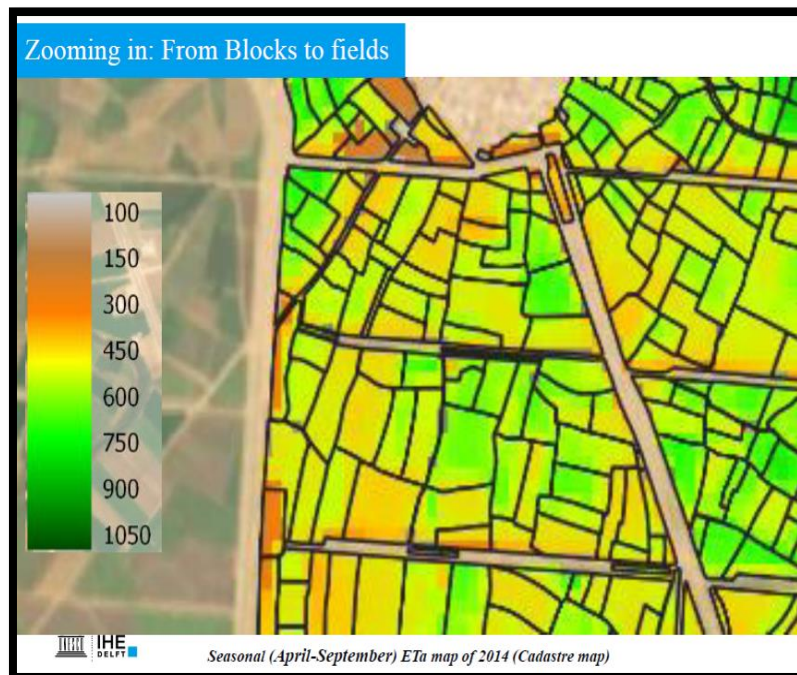 Zooming in: From Blocks to fields
100
150
300
450
600
750
900
1050
IHE
DELFT
Seasonal (April-September) ETa map of 2014 (Cadastre map)